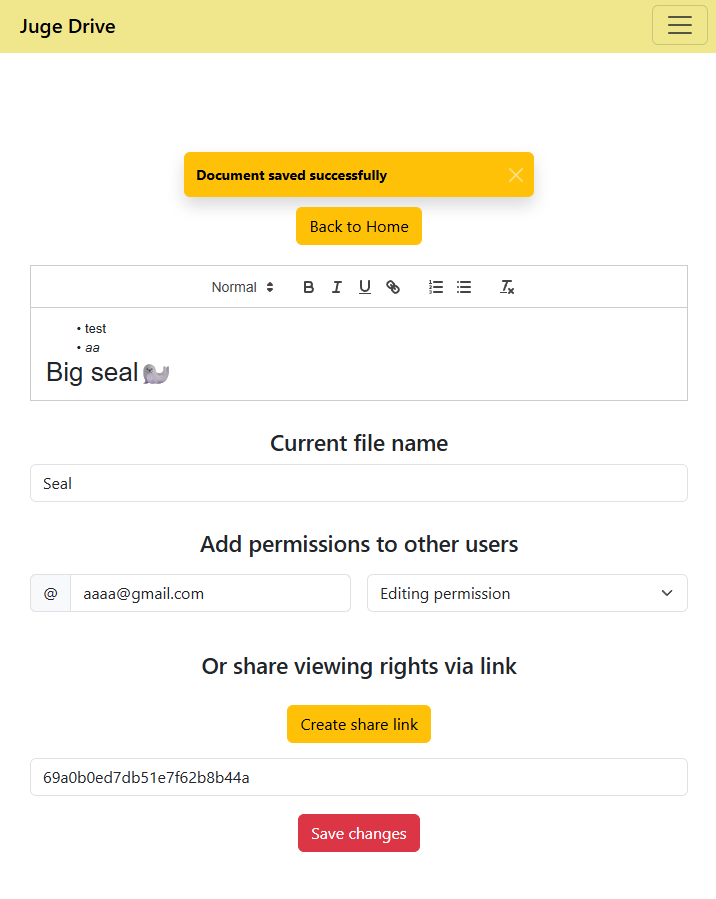 Juge Drive
Document saved successfully
Back to Home
Normal B I U
• test
• aa
Big seal🦭
Current file name
Seal
Add permissions to other users
@ aaaa@gmail.com Editing permission
Or share viewing rights via link
Create share link
69a0b0ed7db51e7f62b8b44a
Save changes